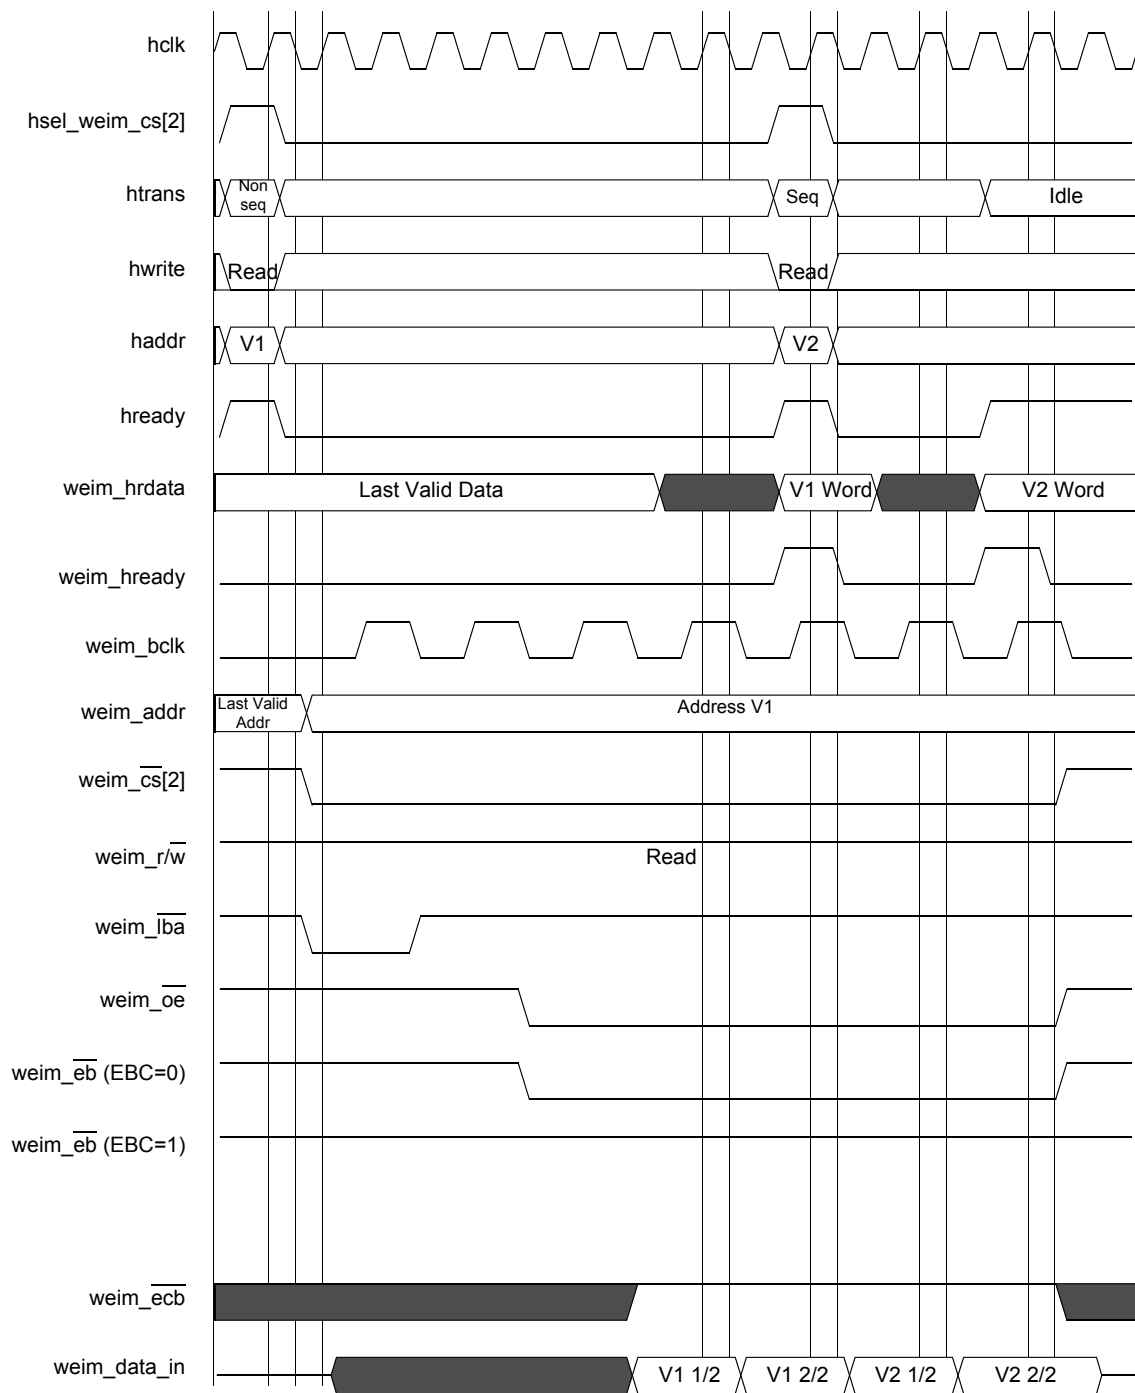 hclk
hsel_weim_cs[2]
htrans
Non
seq
Seq
Idle
hwrite
Read
Read
haddr
V1
V2
hready
weim_hrdata
Last Valid Data
V1 Word
V2 Word
weim_hready
weim_bclk
weim_addr
Last Valid
Addr
Address V1
weim_cs[2]
weim_r/w
Read
weim_lba
weim_oe
weim_eb (EBC=0)
weim_eb (EBC=1)
weim_ecb
weim_data_in
V1 1/2
V1 2/2
V2 1/2
V2 2/2